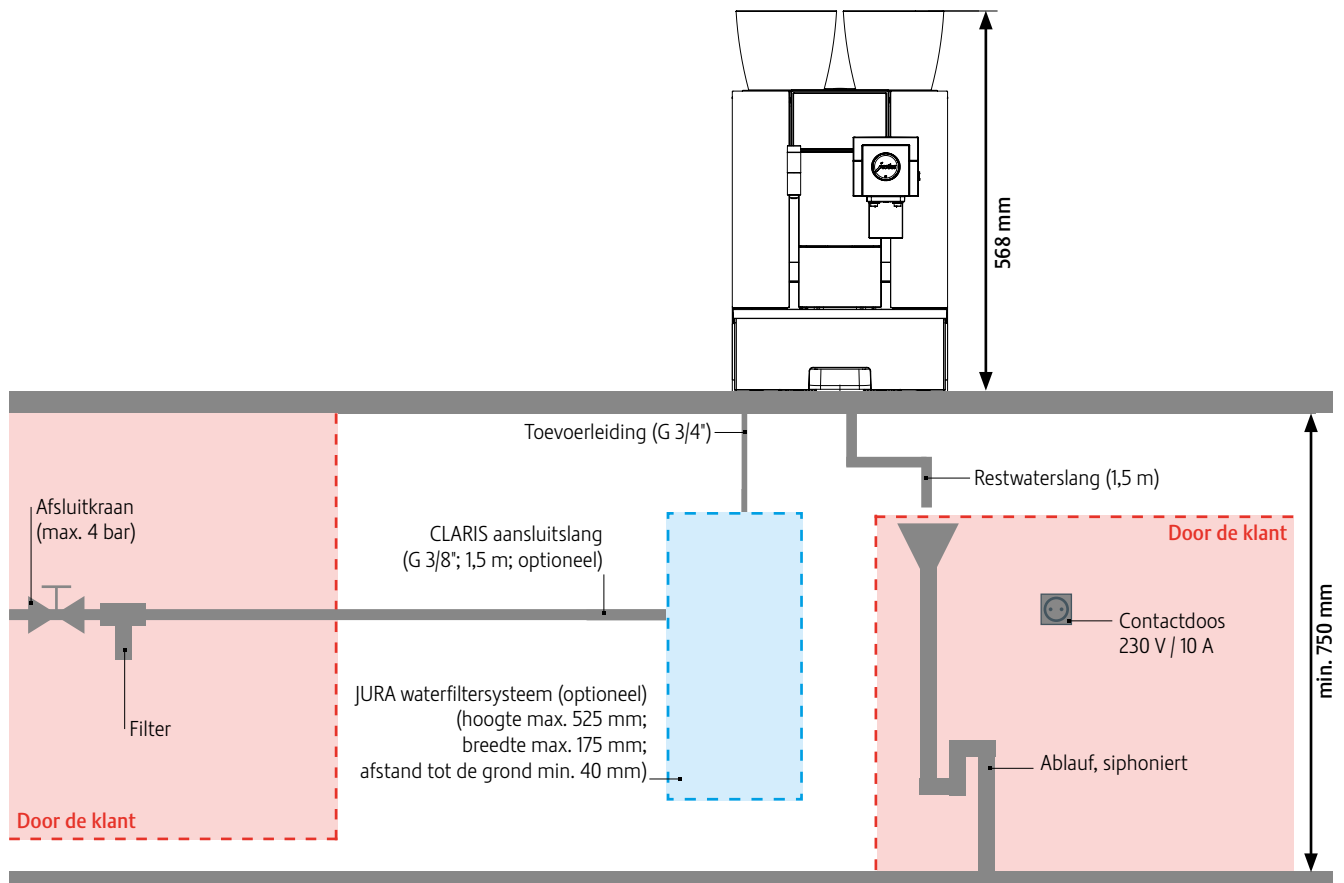 jura
568 mm
Toevoerleiding (G 3/4")
Restwaterslang (1,5 m)
Afsluitkraan
(max. 4 bar)
CLARIS aansluitslang
(G 3/8"; 1,5 m; optioneel)
Door de klant
Contactdoos
230 V / 10 A
min. 750 mm
JURA waterfiltersysteem (optioneel)
(hoogte max. 525 mm;
breedte max. 175 mm;
afstand tot de grond min. 40 mm)
Filter
Ablauf, siphoniert
Door de klant